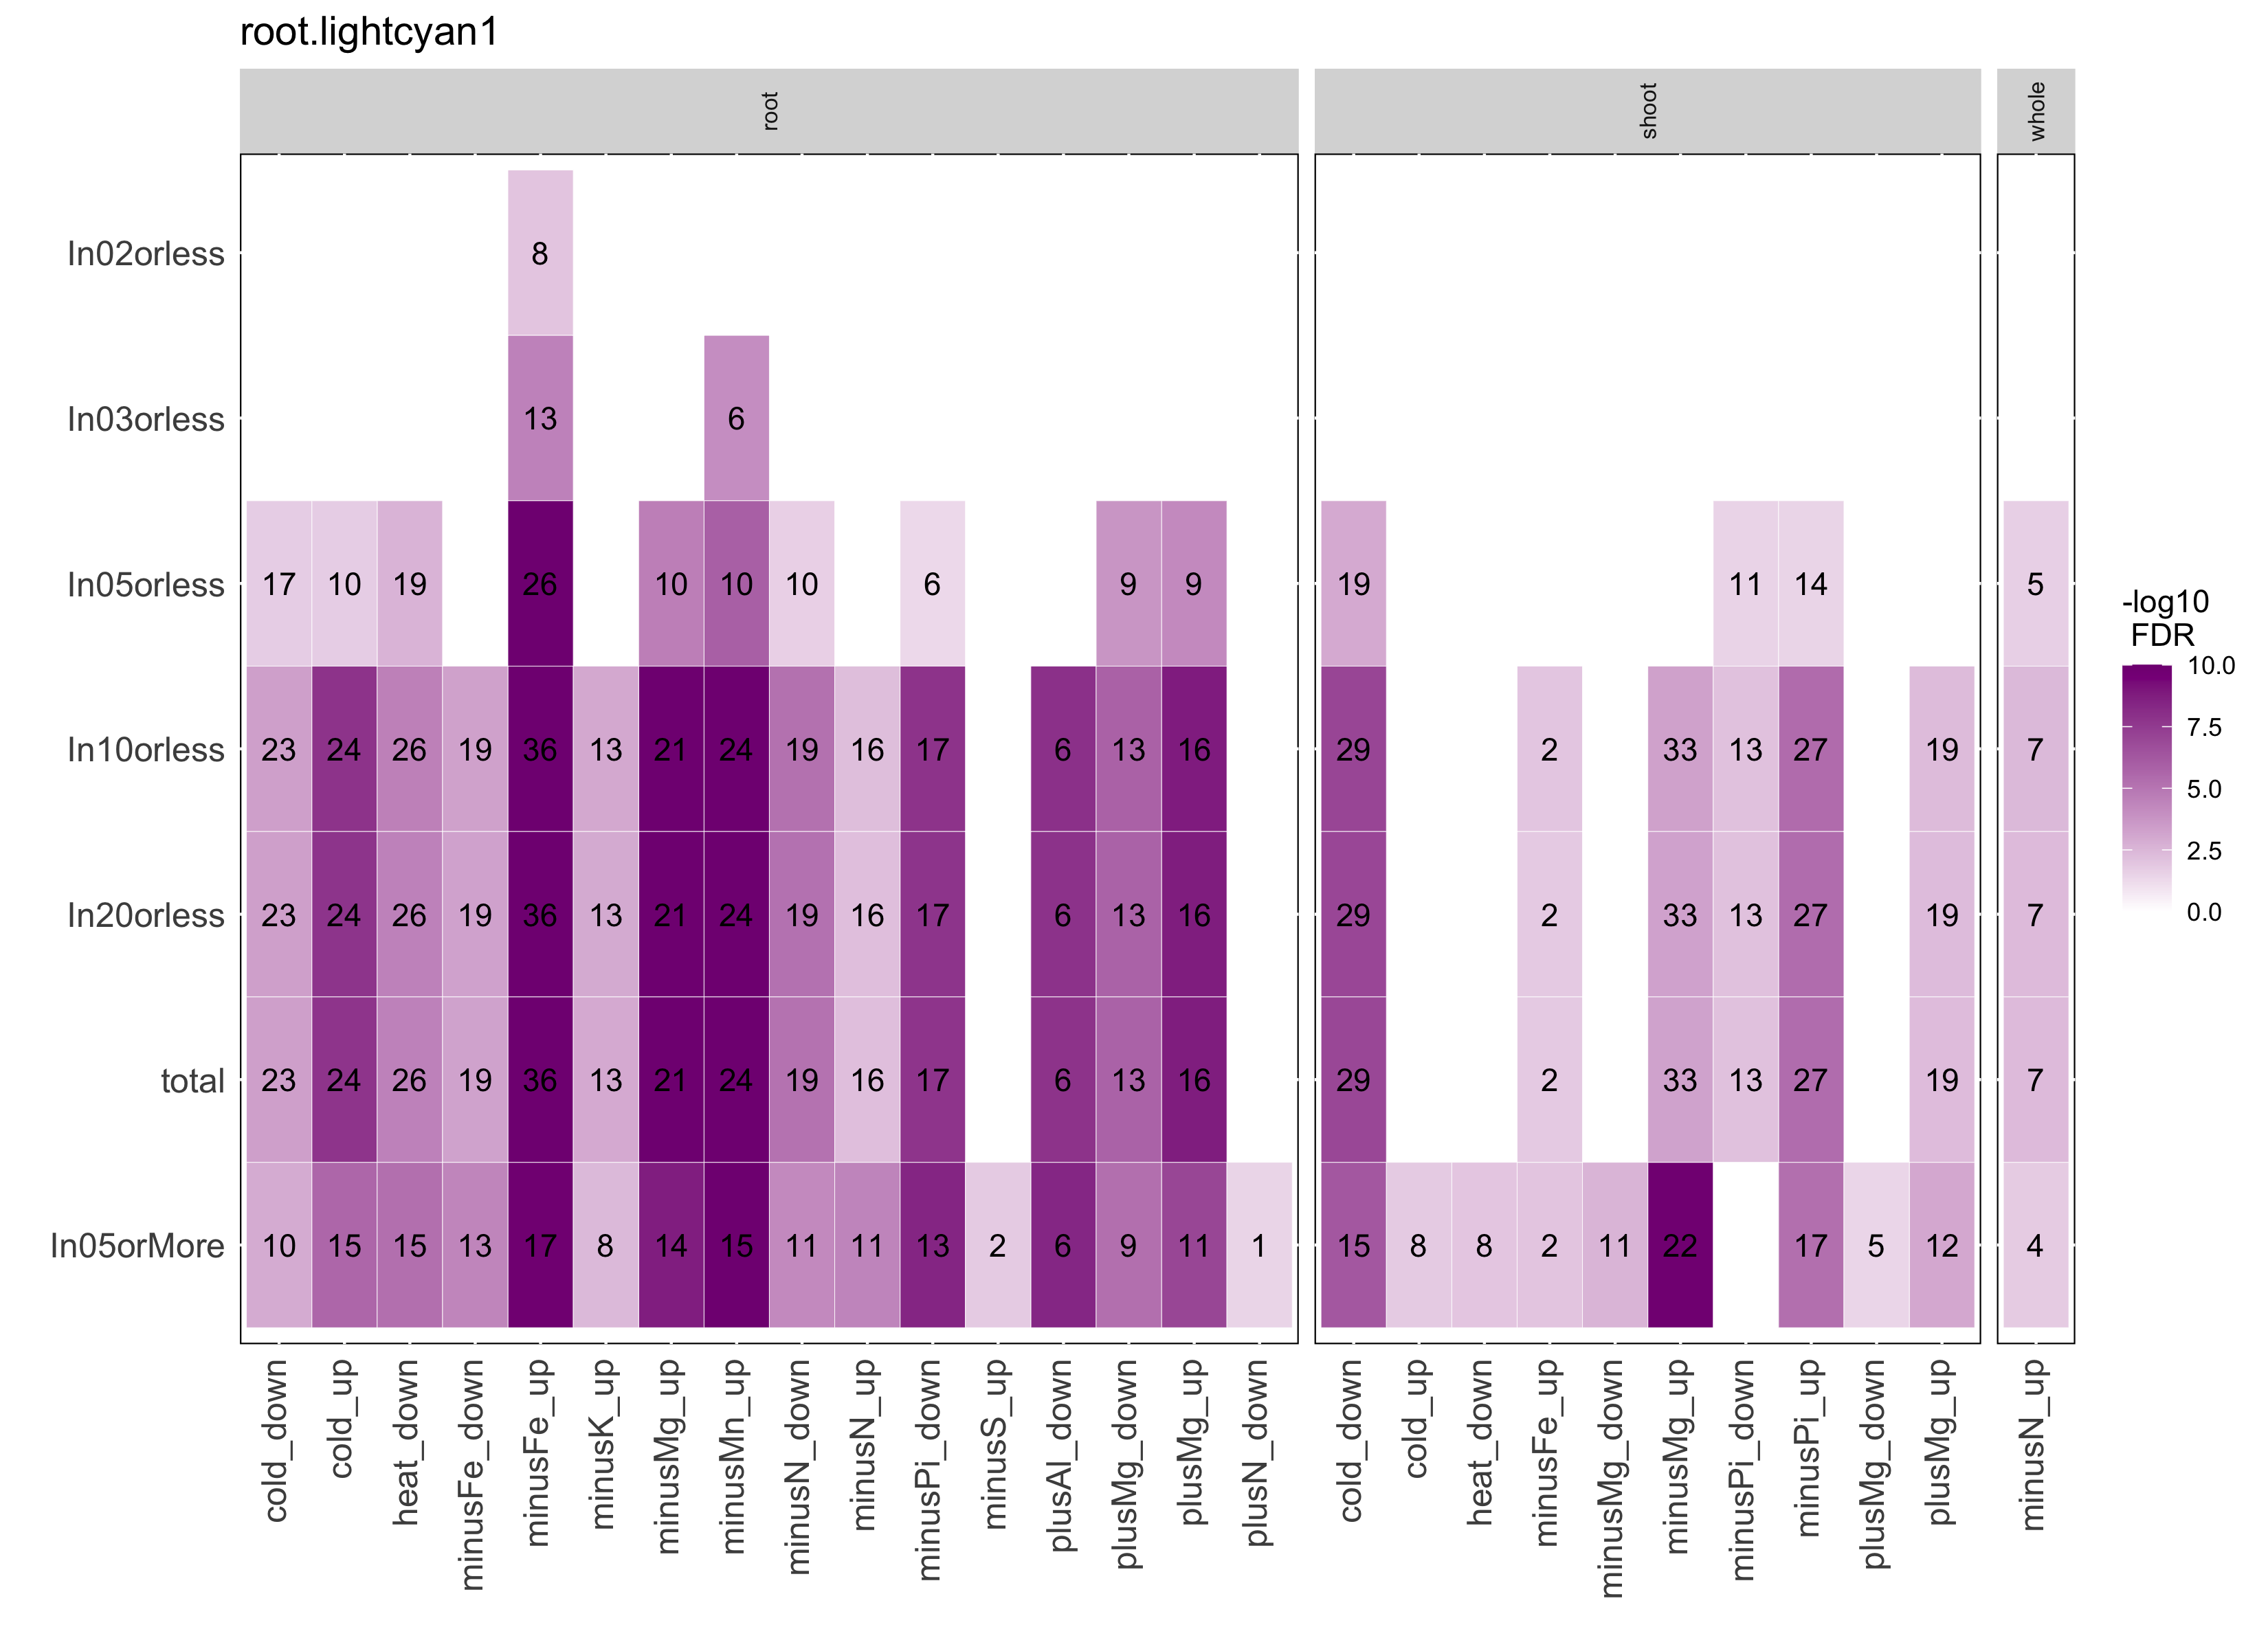 root.lightcyan1
root shoot whole
In02orless 8
In03orless 13 6
In05orless 17 10 19 26 10 10 10 6 9 9 19 11 14 5
In10orless 23 24 26 19 36 13 21 24 19 16 17 6 13 16 29 2 33 13 27 19 7
In20orless 23 24 26 19 36 13 21 24 19 16 17 6 13 16 29 2 33 13 27 19 7
total 23 24 26 19 36 13 21 24 19 16 17 6 13 16 29 2 33 13 27 19 7
In05orMore 10 15 15 13 17 8 14 15 11 11 13 2 6 9 11 1 15 8 8 2 11 22 17 5 12 4
cold_down
cold_up
heat_down
minusFe_down
minusFe_up
minusK_up
minusMg_up
minusMn_up
minusN_down
minusN_up
minusPi_down
minusS_up
plusAl_down
plusMg_down
plusMg_up
plusN_down
cold_down
cold_up
heat_down
minusFe_up
minusMg_down
minusMg_up
minusPi_down
minusPi_up
plusMg_down
plusMg_up
minusN_up
-log10
FDR
10.0
7.5
5.0
2.5
0.0